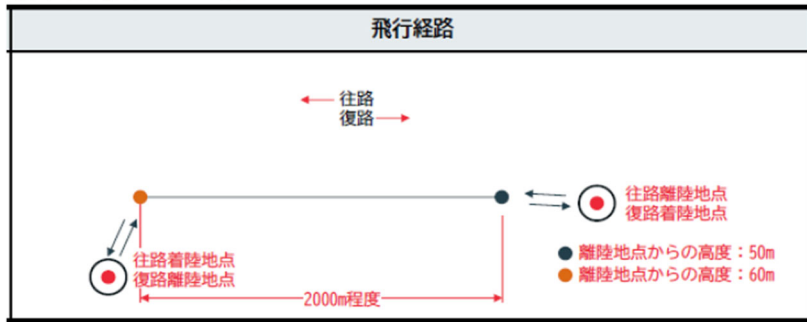 飛行経路
往路
復路
往路離陸地点
復路着陸地点
離陸地点からの高度：50m
離陸地点からの高度：60m
往路着陸地点
復路離陸地点
2000m程度